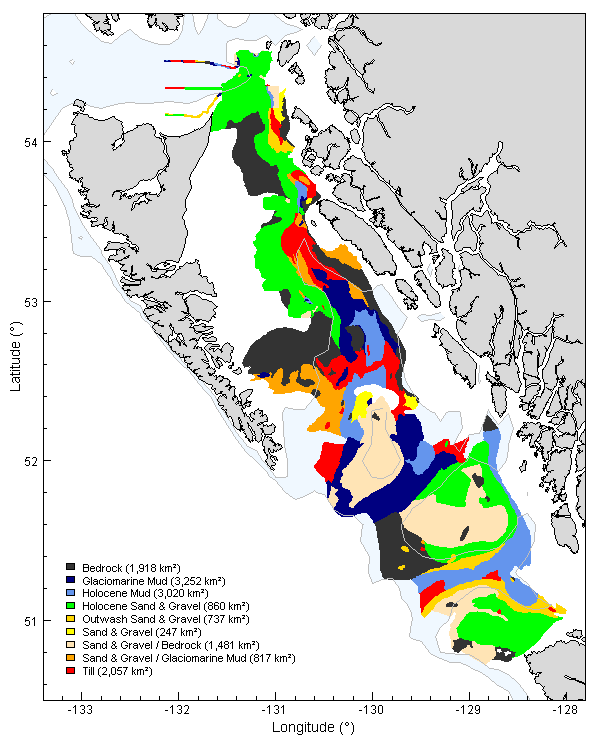 54
53
52
51
Latitude (°)
Bedrock (1,918 km²)
Glaciomarine Mud (3,252 km²)
Holocene Mud (3,020 km²)
Holocene Sand & Gravel (860 km²)
Outwash Sand & Gravel (737 km²)
Sand & Gravel (247 km²)
Sand & Gravel / Bedrock (1,481 km²)
Sand & Gravel / Glaciomarine Mud (817 km²)
Till (2,057 km²)
-133 -132 -131 -130 -129 -128
Longitude (°)